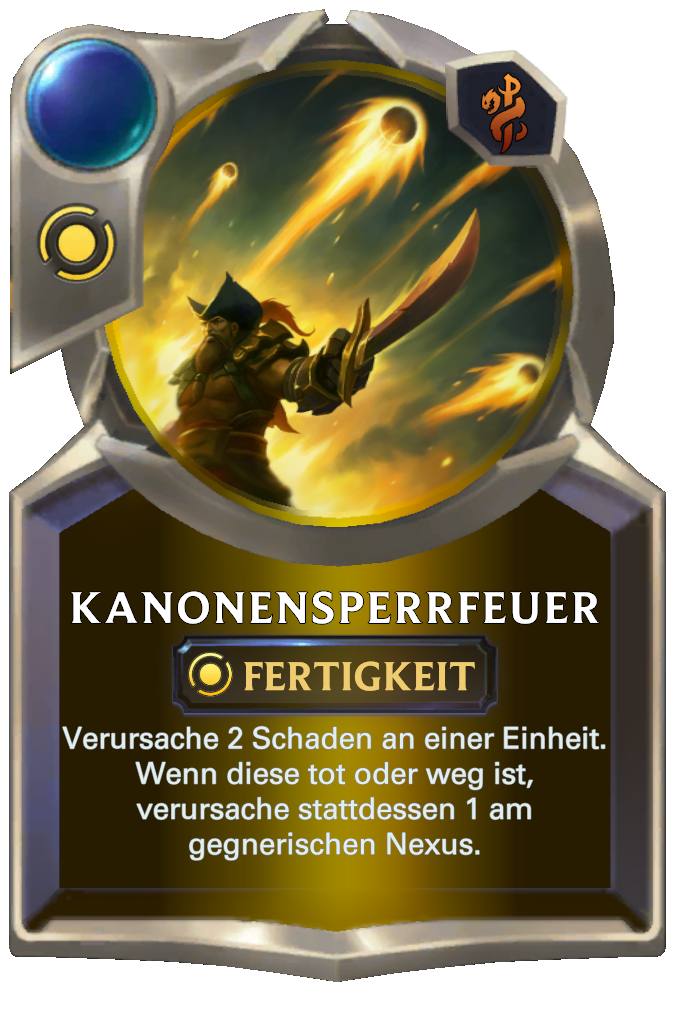 KANONENSPERRFEUER
FERTIGKEIT
Verursache 2 Schaden an einer Einheit.
Wenn diese tot oder weg ist,
verursache stattdessen 1 am
gegnerischen Nexus.